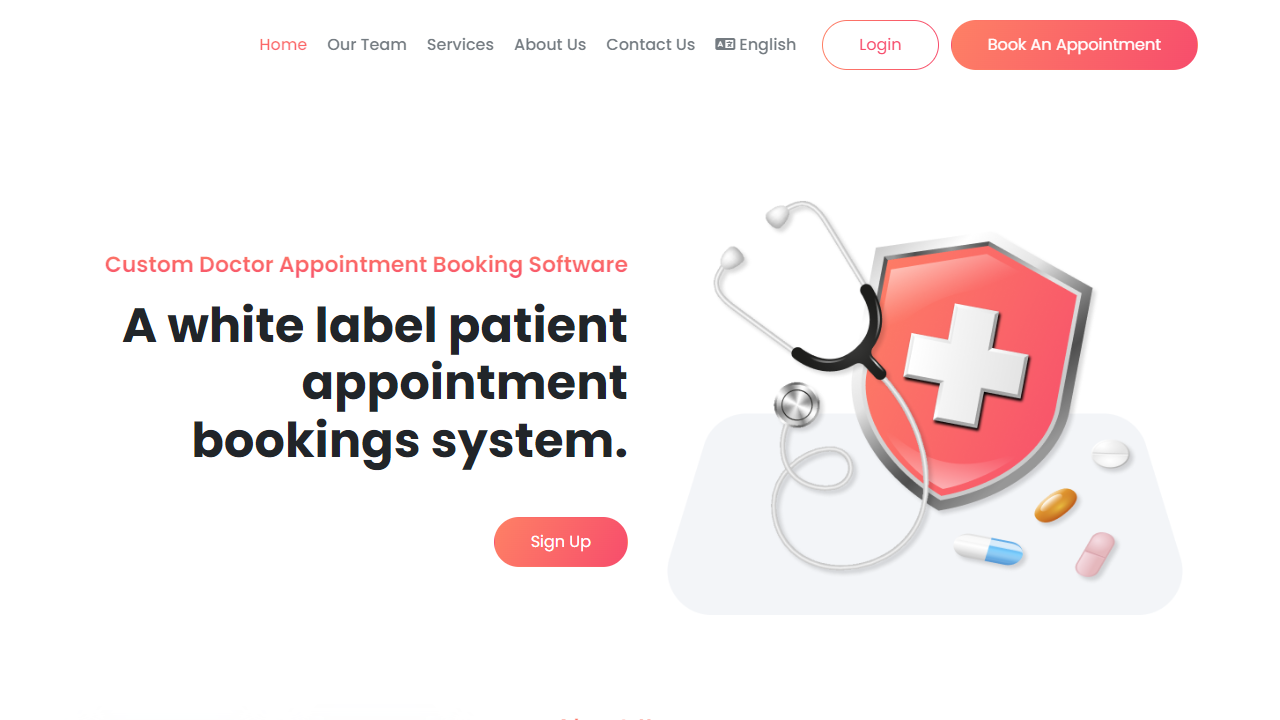 Home Our Team Services About Us Contact Us English Login Book An Appointment
Custom Doctor Appointment Booking Software
A white label patient
appointment
bookings system.
Sign Up